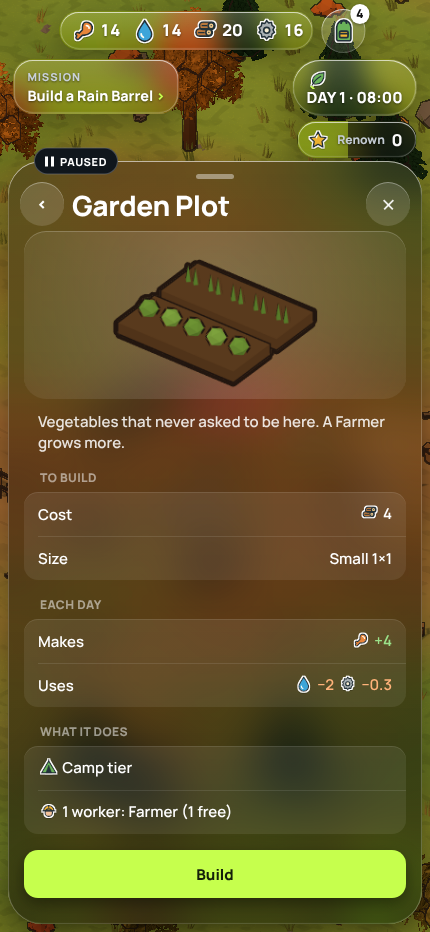 14 14 20 16 4
MISSION
Build a Rain Barrel ›
DAY 1 · 08:00
Renown 0
PAUSED
Garden Plot
Vegetables that never asked to be here. A Farmer
grows more.
TO BUILD
Cost 4
Size Small 1×1
EACH DAY
Makes +4
Uses −2 −0.3
WHAT IT DOES
Camp tier
1 worker: Farmer (1 free)
Build